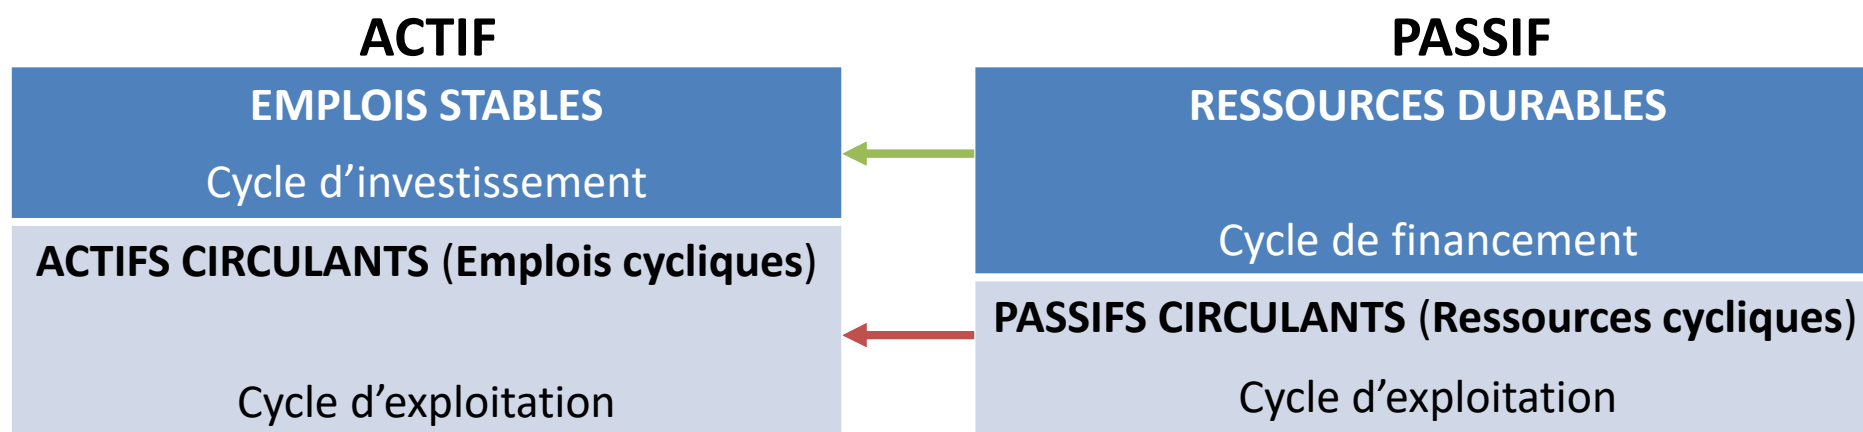 ACTIF
EMPLOIS STABLES
Cycle d’investissement
ACTIFS CIRCULANTS (Emplois cycliques)
Cycle d’exploitation
PASSIF
RESSOURCES DURABLES
Cycle de financement
PASSIFS CIRCULANTS (Ressources cycliques)
Cycle d’exploitation